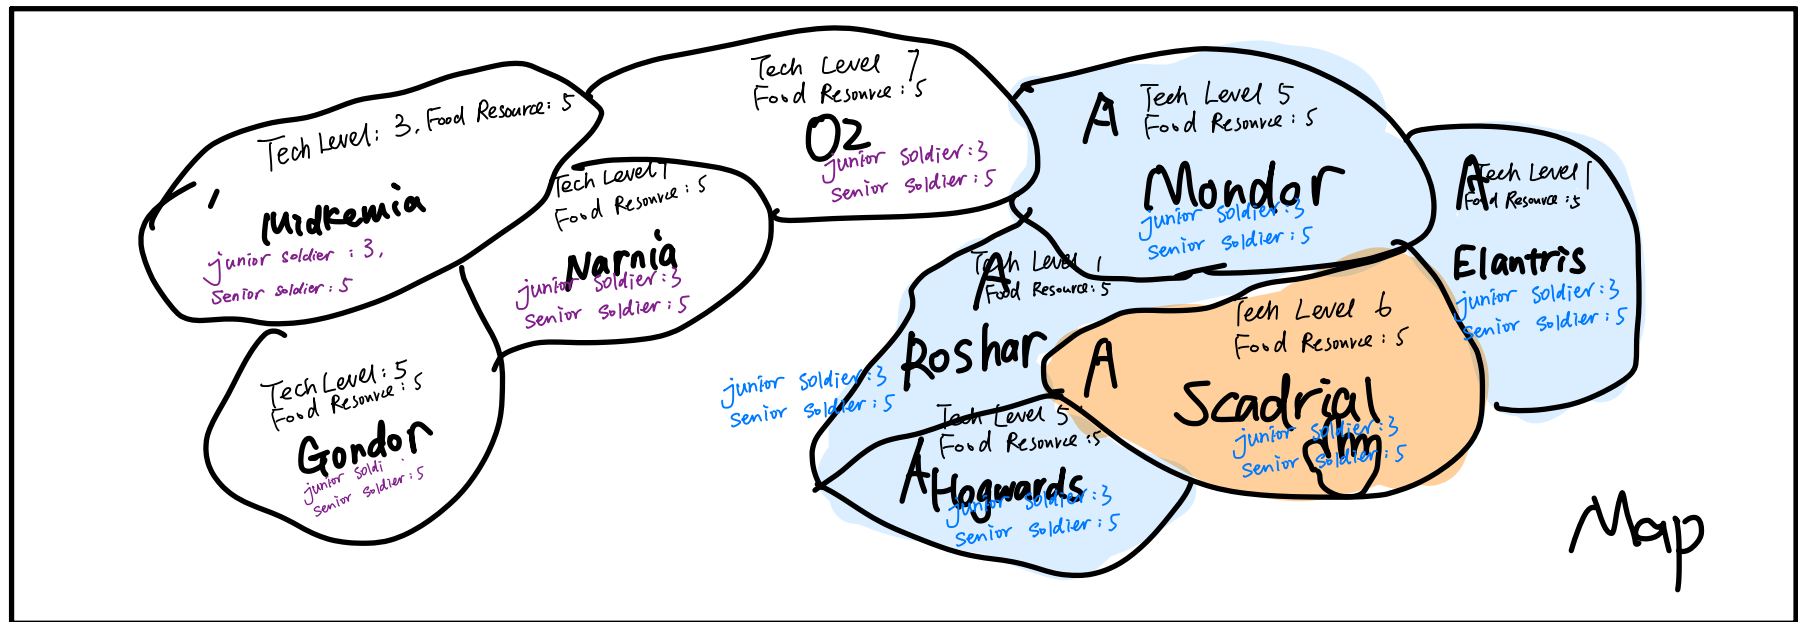 Tech Level: 3, Food Resource: 5
Midkemia
junior soldier : 3,
senior soldier : 5
Tech Level 1
Food Resource: 5
Narnia
junior soldier: 3
senior soldier: 5
Tech Level: 5
Food Resource: 5
Gondor
junior soldi
senior soldier: 5
Tech Level 7
Food Resource: 5
O2
junior soldier: 3
senior soldier: 5
A
Tech Level 5
Food Resource: 5
Mondor
junior soldier: 3
senior soldier: 5
A
Tech Level 1
Food Resource: 5
Elantris
junior soldier: 3
senior soldier: 5
A
Tech Level 1
Food Resource: 5
Roshar
junior soldier: 3
senior soldier: 5
A
Tech Level 6
Food Resource: 5
Scadrial
junior soldier: 3
senior soldier: 5
A
Tech Level 5
Food Resource: 5
Hogwards
junior soldier: 3
senior soldier: 5
Map